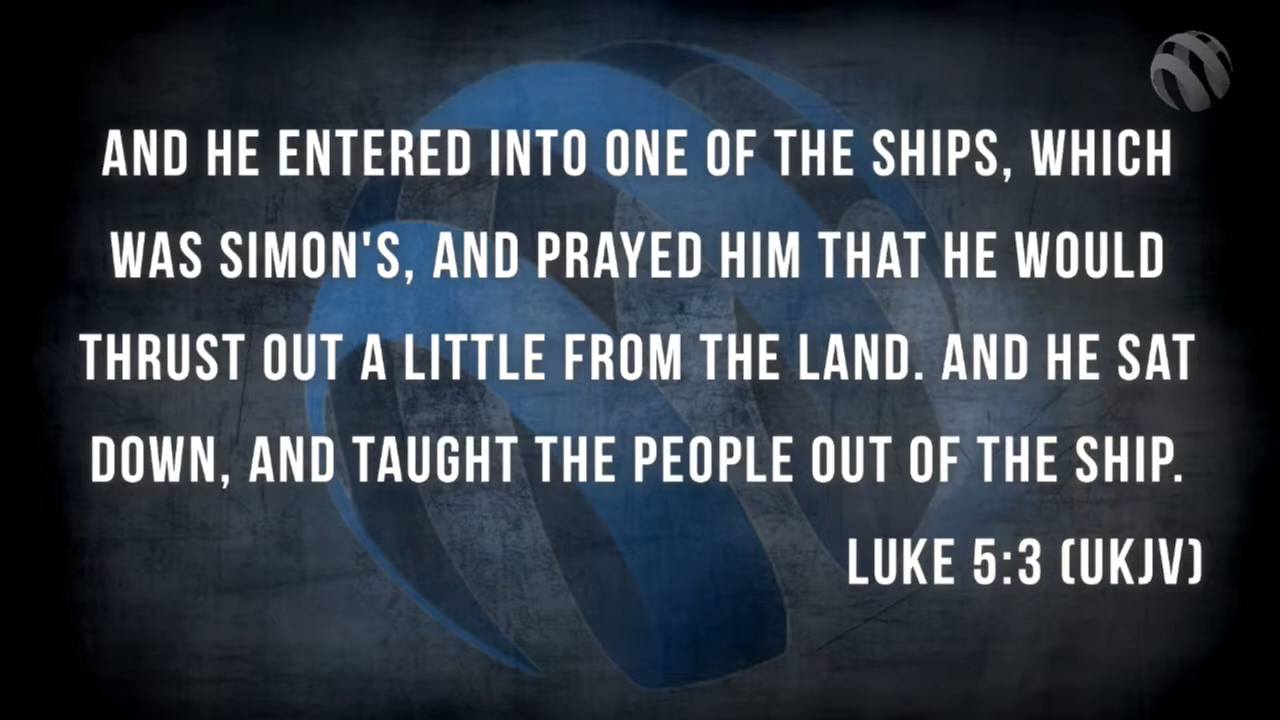 AND HE ENTERED INTO ONE OF THE SHIPS, WHICH
WAS SIMON'S, AND PRAYED HIM THAT HE WOULD
THRUST OUT A LITTLE FROM THE LAND. AND HE SAT
DOWN, AND TAUGHT THE PEOPLE OUT OF THE SHIP.
LUKE 5:3 (UKJV)